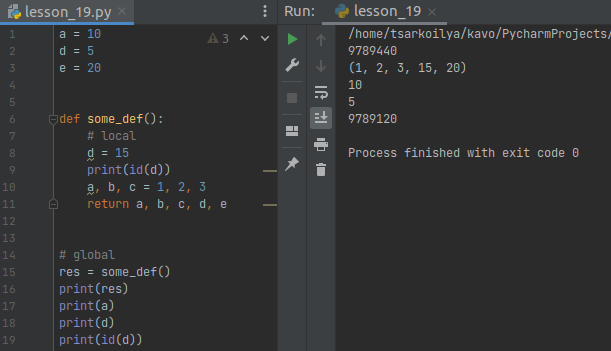 lesson_19.py
1 a = 10
2 d = 5
3 e = 20
4
5
6 def some_def():
7     # local
8     d = 15
9     print(id(d))
10     a, b, c = 1, 2, 3
11     return a, b, c, d, e
12
13
14 # global
15 res = some_def()
16 print(res)
17 print(a)
18 print(d)
19 print(id(d))
3
Run: lesson_19
/home/tsarkoilya/kavo/PycharmProjects/
9789440
(1, 2, 3, 15, 20)
10
5
9789120
Process finished with exit code 0